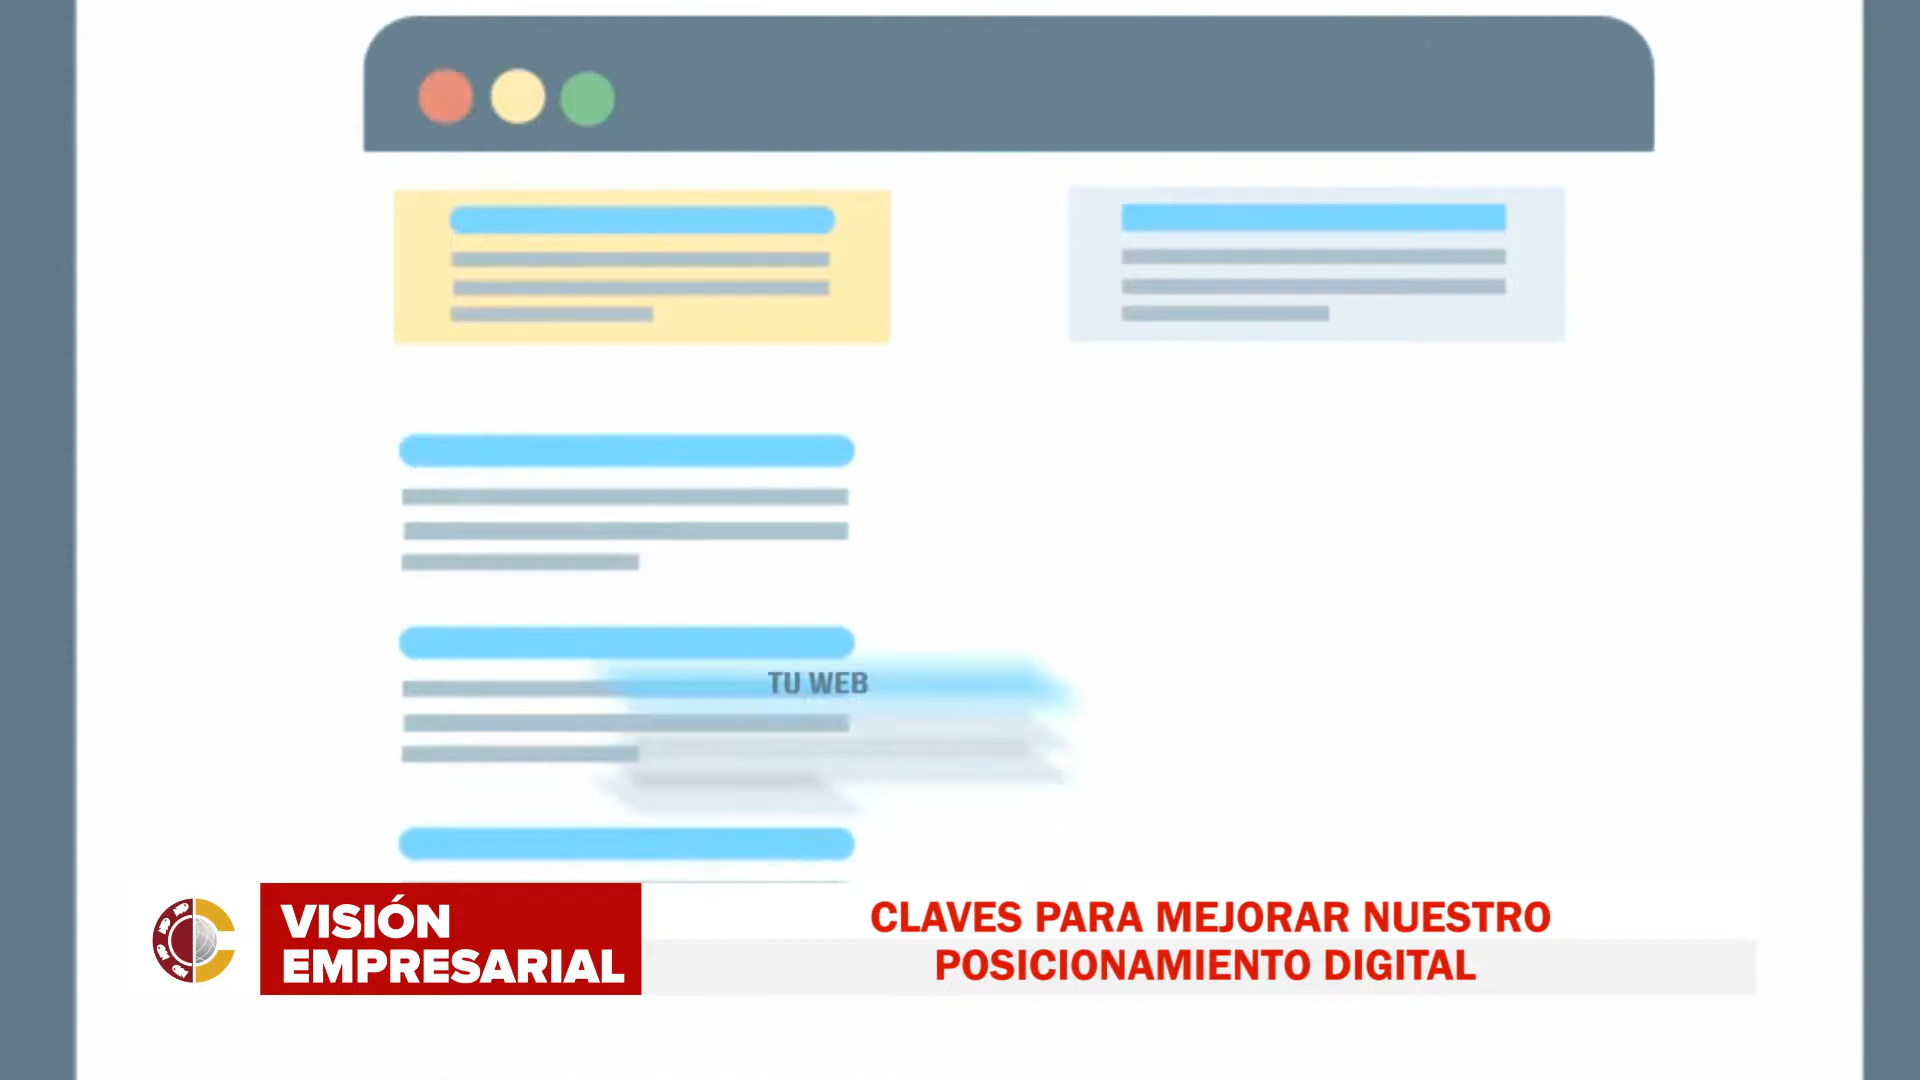 TU WEB
VISIÓN
EMPRESARIAL
CLAVES PARA MEJORAR NUESTRO
POSICIONAMIENTO DIGITAL